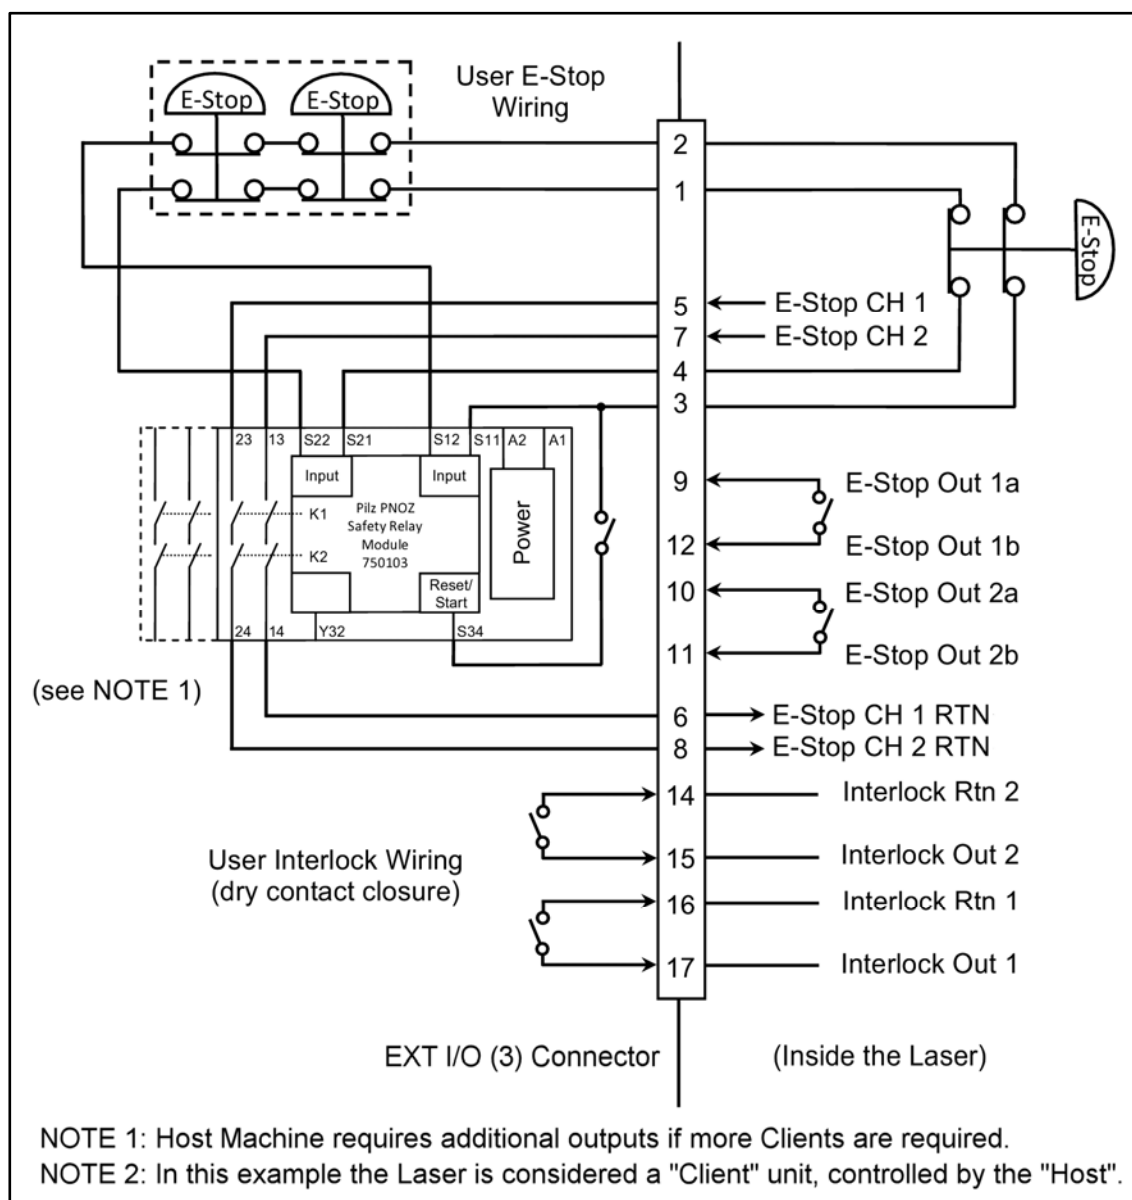 User E-Stop
Wiring
E-Stop
E-Stop
2
1
E-Stop
5
E-Stop CH 1
7
E-Stop CH 2
4
3
23
13
S22
S21
S12
S11
A2
A1
Input
Input
Pilz PNOZ
Safety Relay
Module
750103
K1
K2
Power
Reset/
Start
24
14
Y32
S34
9
E-Stop Out 1a
12
E-Stop Out 1b
10
E-Stop Out 2a
11
E-Stop Out 2b
(see NOTE 1)
6
E-Stop CH 1 RTN
8
E-Stop CH 2 RTN
14
Interlock Rtn 2
User Interlock Wiring
(dry contact closure)
15
Interlock Out 2
16
Interlock Rtn 1
17
Interlock Out 1
EXT I/O (3) Connector
(Inside the Laser)
NOTE 1: Host Machine requires additional outputs if more Clients are required.
NOTE 2: In this example the Laser is considered a "Client" unit, controlled by the "Host".